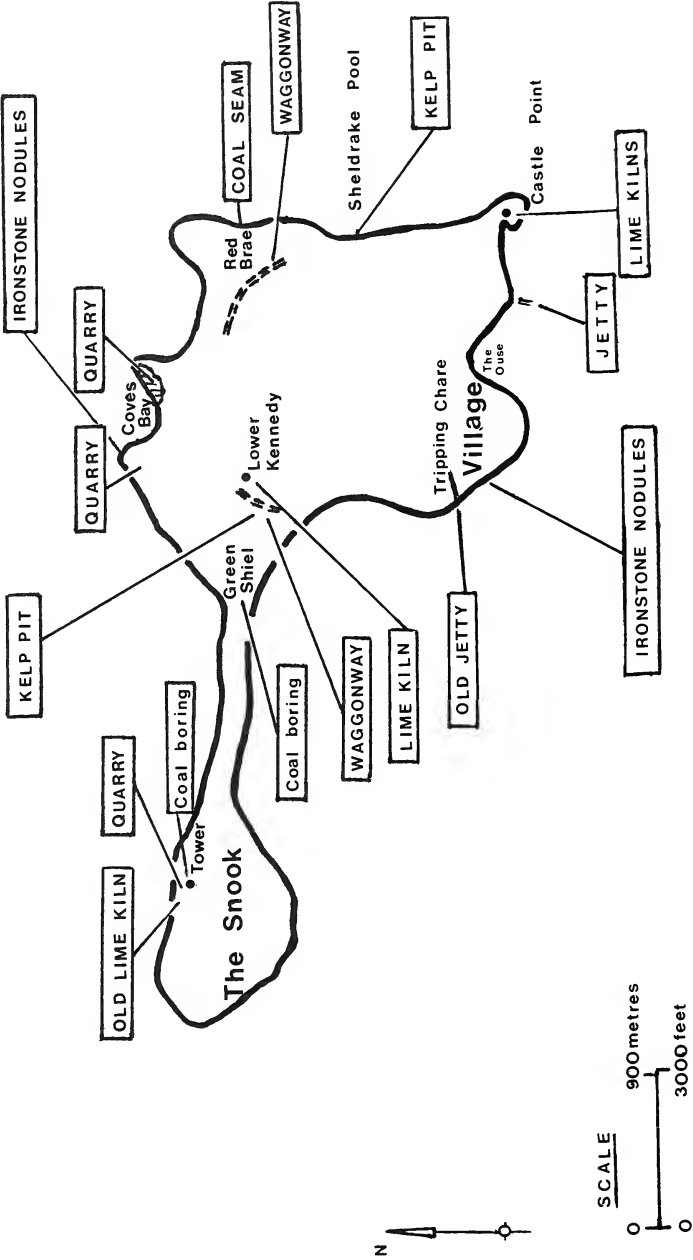 IRONSTONE NODULES
QUARRY
QUARRY
Coves
Bay
COAL SEAM
WAGGONWAY
Red
Brae
Sheldrake Pool
KELP PIT
Castle Point
LIME KILNS
JETTY
The
Ouse
Village
Tripping Chare
IRONSTONE NODULES
OLD JETTY
Lower
Kennedy
LIME KILN
WAGGONWAY
KELP PIT
Green
Shiel
Coal boring
Coal boring
QUARRY
OLD LIME KILN
Tower
The Snook
N
SCALE
0 900 metres
0 3000 feet